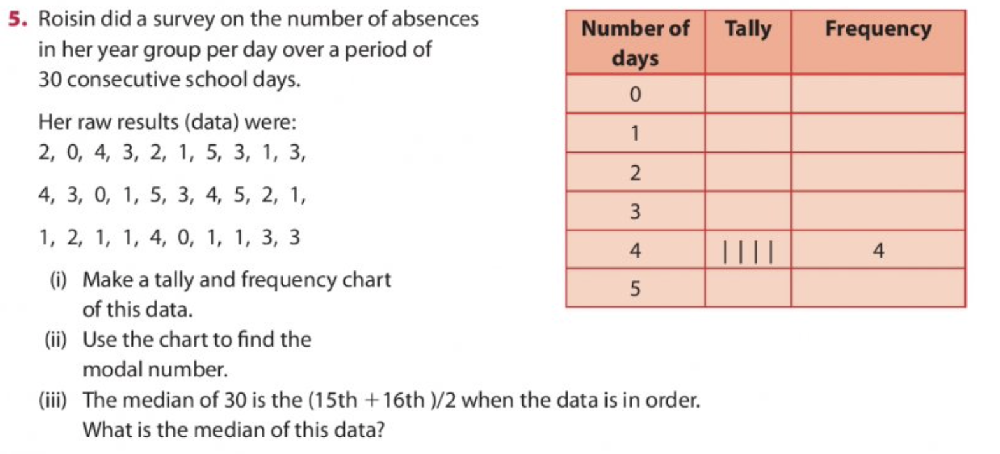 5. Roisin did a survey on the number of absences
in her year group per day over a period of
30 consecutive school days.
Her raw results (data) were:
2, 0, 4, 3, 2, 1, 5, 3, 1, 3,
4, 3, 0, 1, 5, 3, 4, 5, 2, 1,
1, 2, 1, 1, 4, 0, 1, 1, 3, 3
(i) Make a tally and frequency chart
of this data.
(ii) Use the chart to find the
modal number.
(iii) The median of 30 is the (15th + 16th )/2 when the data is in order.
What is the median of this data?
Number of Tally Frequency
days
0
1
2
3
4 | | | | 4
5